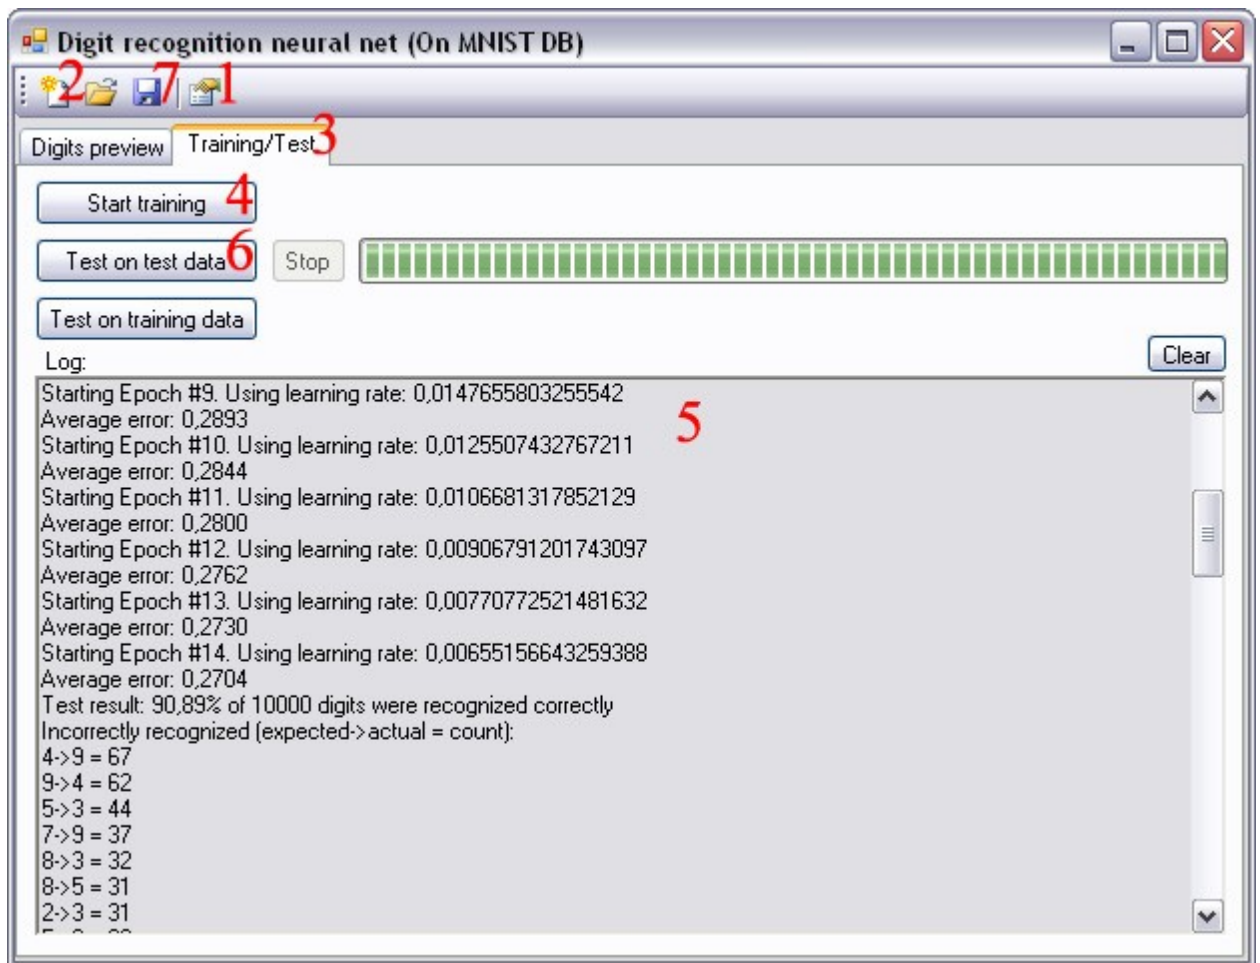 Digit recognition neural net (On MNIST DB)
2 7 1
Digits preview Training/Test 3
Start training 4
Test on test data 6 Stop
Test on training data
Log: Clear
Starting Epoch #9. Using learning rate: 0,0147655803255542
5
Average error: 0,2893
Starting Epoch #10. Using learning rate: 0,0125507432767211
Average error: 0,2844
Starting Epoch #11. Using learning rate: 0,0106681317852129
Average error: 0,2800
Starting Epoch #12. Using learning rate: 0,00906791201743097
Average error: 0,2762
Starting Epoch #13. Using learning rate: 0,00770772521481632
Average error: 0,2730
Starting Epoch #14. Using learning rate: 0,00655156643259388
Average error: 0,2704
Test result: 90,89% of 10000 digits were recognized correctly
Incorrectly recognized (expected->actual = count):
4->9 = 67
9->4 = 62
5->3 = 44
7->9 = 37
8->3 = 32
8->5 = 31
2->3 = 31